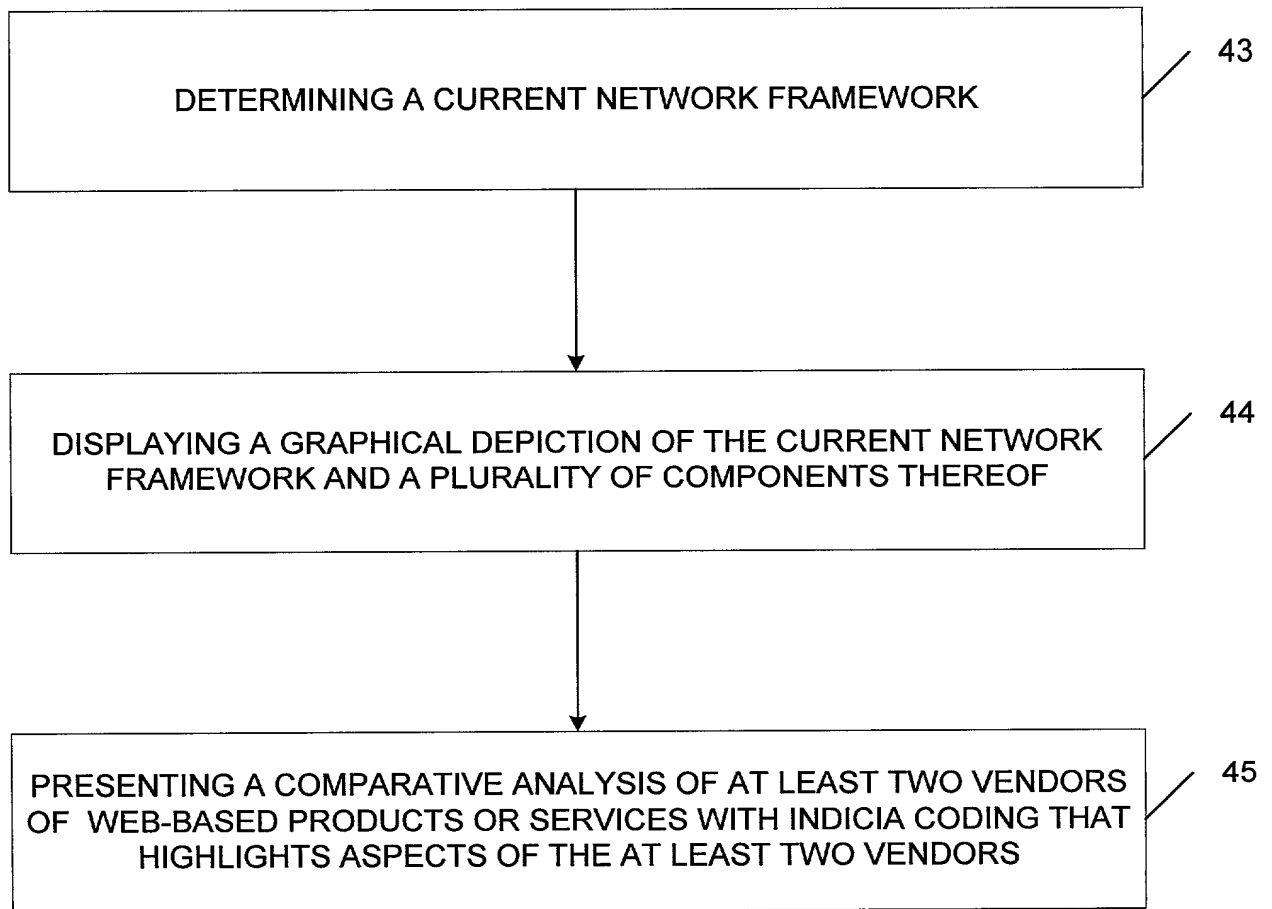 DETERMINING A CURRENT NETWORK FRAMEWORK
43
DISPLAYING A GRAPHICAL DEPICTION OF THE CURRENT NETWORK
FRAMEWORK AND A PLURALITY OF COMPONENTS THEREOF
44
PRESENTING A COMPARATIVE ANALYSIS OF AT LEAST TWO VENDORS
OF WEB-BASED PRODUCTS OR SERVICES WITH INDICIA CODING THAT
HIGHLIGHTS ASPECTS OF THE AT LEAST TWO VENDORS
45